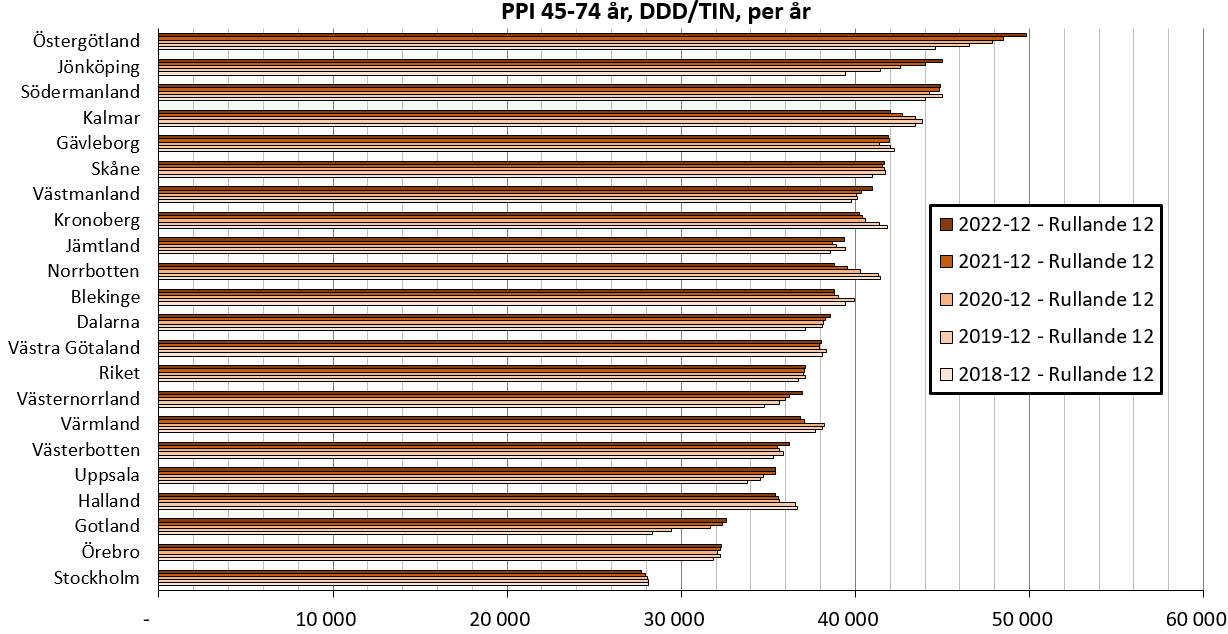 PPI 45-74 år, DDD/TIN, per år
Östergötland
Jönköping
Södermanland
Kalmar
Gävleborg
Skåne
Västmanland
Kronoberg
Jämtland
Norrbotten
Blekinge
Dalarna
Västra Götaland
Riket
Västernorrland
Värmland
Västerbotten
Uppsala
Halland
Gotland
Örebro
Stockholm
2022-12 - Rullande 12
2021-12 - Rullande 12
2020-12 - Rullande 12
2019-12 - Rullande 12
2018-12 - Rullande 12
- 10 000 20 000 30 000 40 000 50 000 60 000